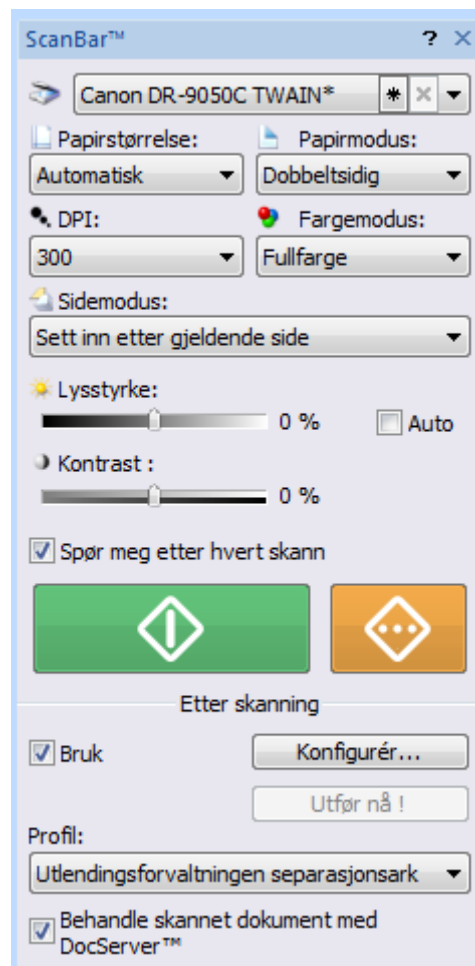 ScanBar™ ?
Canon DR-9050C TWAIN*
Papirstørrelse: Papirmodus:
Automatisk Dobbeltsidig
DPI: Fargemodus:
300 Fullfarge
Sidemodus:
Sett inn etter gjeldende side
Lysstyrke:
0 % Auto
Kontrast :
0 %
Spør meg etter hvert skann
Etter skanning
Bruk Konfigurér...
Utfør nå !
Profil:
Utlendingsforvaltningen separasjonsark
Behandle skannet dokument med
DocServer™